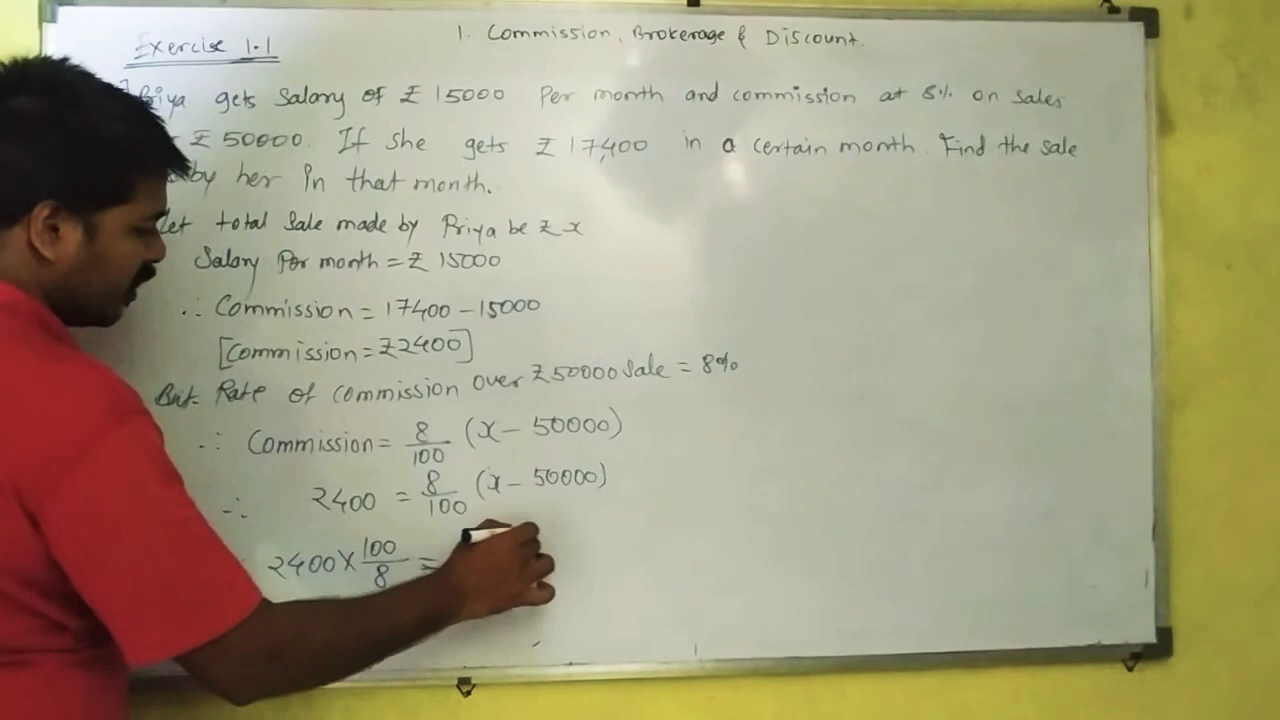 Exercise 1.1
1. Commission, Brokerage & Discount.
Priya gets Salary of ₹ 15000 Per month and commission at 8% on sales
₹ 50000. If she gets ₹ 17,400 in a certain month. Find the sale
by her in that month.
Let total Sale made by Priya be ₹ x
Salary Per month = ₹ 15000
∴ Commission = 17400 - 15000
[Commission = ₹2400]
But Rate of commission over ₹50000 Sale = 8%
∴ Commission = 8/100 (x - 50000)
∴ 2400 = 8/100 (x - 50000)
2400 × 100/8 =